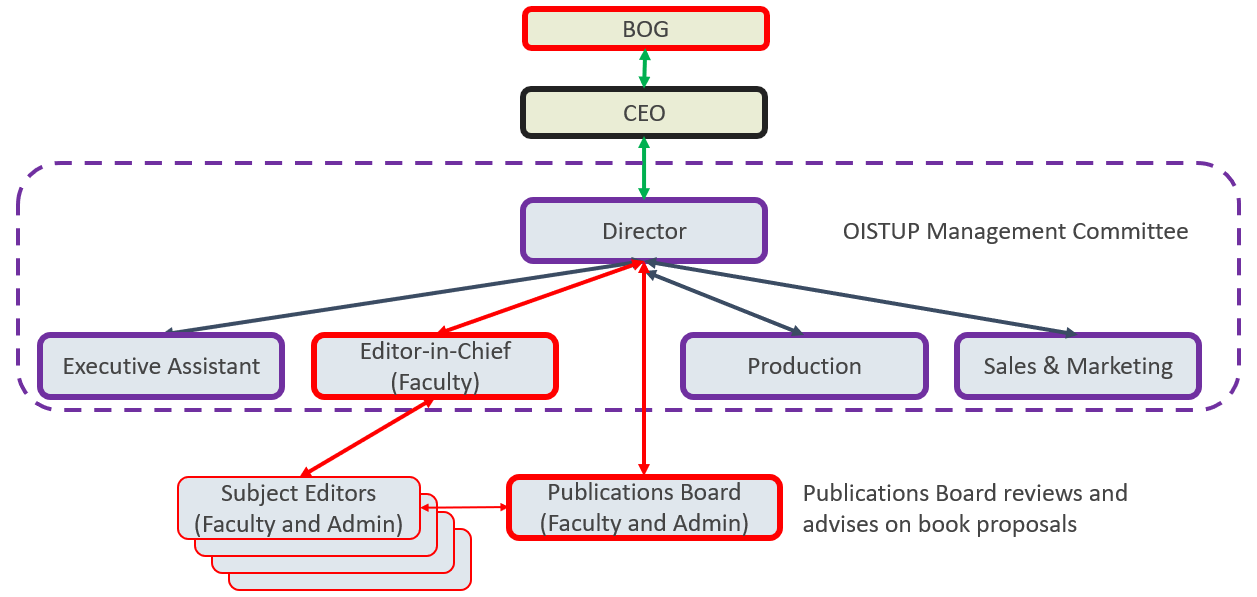 BOG
CEO
Director
OISTUP Management Committee
Executive Assistant
Editor-in-Chief
(Faculty)
Production
Sales & Marketing
Subject Editors
(Faculty and Admin)
Publications Board
(Faculty and Admin)
Publications Board reviews and
advises on book proposals